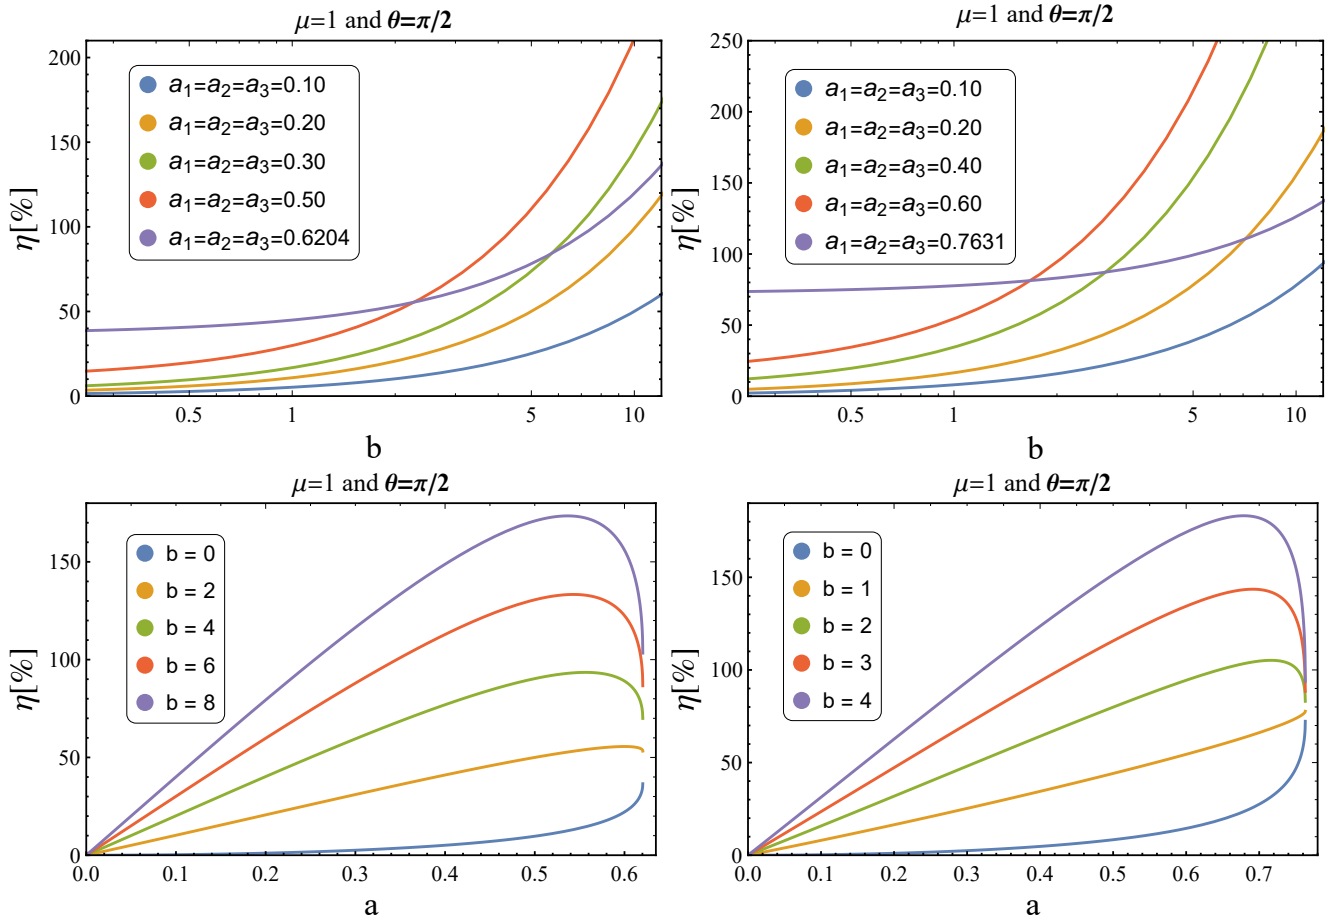 μ=1 and θ=π/2
200
150
100
50
0
η[%]
a1=a2=a3=0.10
a1=a2=a3=0.20
a1=a2=a3=0.30
a1=a2=a3=0.50
a1=a2=a3=0.6204
0.5 1 5 10
b
μ=1 and θ=π/2
250
200
150
100
50
0
η[%]
a1=a2=a3=0.10
a1=a2=a3=0.20
a1=a2=a3=0.40
a1=a2=a3=0.60
a1=a2=a3=0.7631
0.5 1 5 10
b
μ=1 and θ=π/2
150
100
50
0
η[%]
b = 0
b = 2
b = 4
b = 6
b = 8
0.0 0.1 0.2 0.3 0.4 0.5 0.6
a
μ=1 and θ=π/2
150
100
50
0
η[%]
b = 0
b = 1
b = 2
b = 3
b = 4
0.0 0.1 0.2 0.3 0.4 0.5 0.6 0.7
a